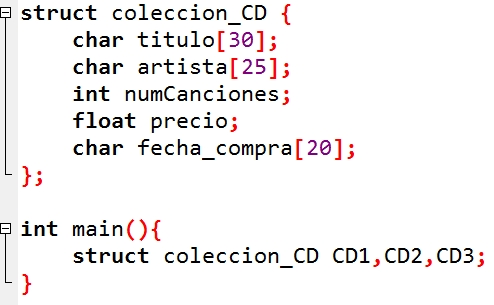 struct coleccion_CD {
char titulo[30];
char artista[25];
int numCanciones;
float precio;
char fecha_compra[20];
};
int main(){
struct coleccion_CD CD1,CD2,CD3;
}